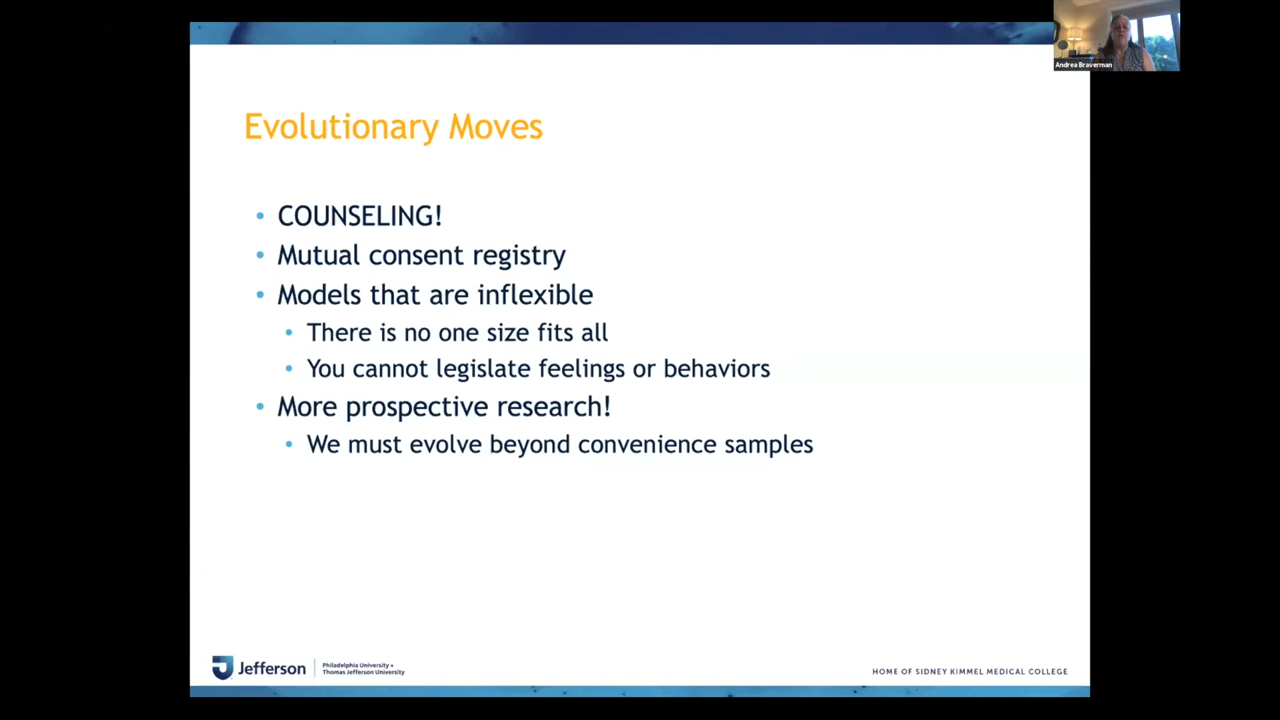 Andrea Braverman
Evolutionary Moves
• COUNSELING!
• Mutual consent registry
• Models that are inflexible
• There is no one size fits all
• You cannot legislate feelings or behaviors
• More prospective research!
• We must evolve beyond convenience samples
Jefferson
Philadelphia University +
Thomas Jefferson University
HOME OF SIDNEY KIMMEL MEDICAL COLLEGE